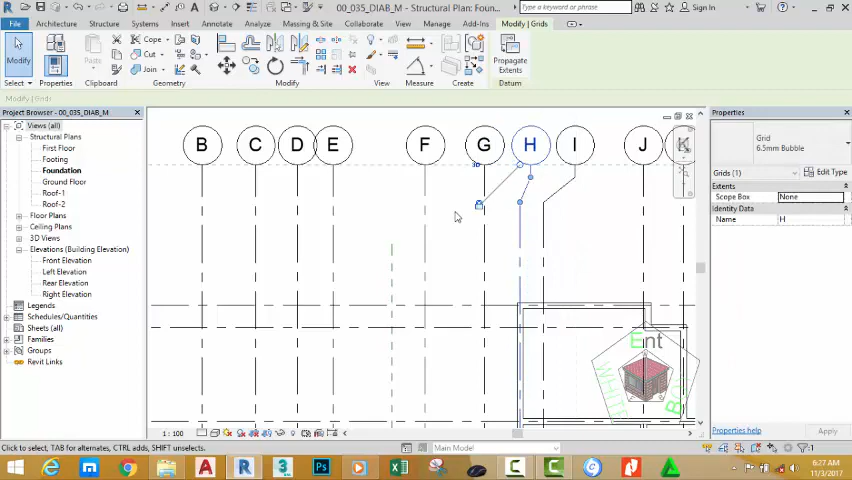 00_035_DIAB_M - Structural Plan: Foun...
Type a keyword or phrase
Sign In
File
Architecture
Structure
Systems
Insert
Annotate
Analyze
Massing & Site
Collaborate
View
Manage
Add-Ins
Modify | Grids
Modify
Paste
Cope
Cut
Join
Propagate
Extents
Select
Properties
Clipboard
Geometry
Modify
View
Measure
Create
Datum
Modify | Grids
Project Browser - 00_035_DIAB_M
Views (all)
Structural Plans
First Floor
Footing
Foundation
Ground Floor
Roof-1
Roof-2
Floor Plans
3D Views
Elevations (Building Elevation)
Front Elevation
Left Elevation
Rear Elevation
Right Elevation
Legends
Schedules/Quantities
Sheets (all)
Families
Groups
Revit Links
B C D E F G H I J K
3D
Ent
WHITE
BOX
Properties
Grid
6.5mm Bubble
Grids (1)
Edit Type
Extents
Scope Box
None
Identity Data
Name
H
Properties help
Apply
1 : 100
Click to select, TAB for alternates, CTRL adds, SHIFT unselects.
Main Model
:1
6:27 AM
11/3/2017